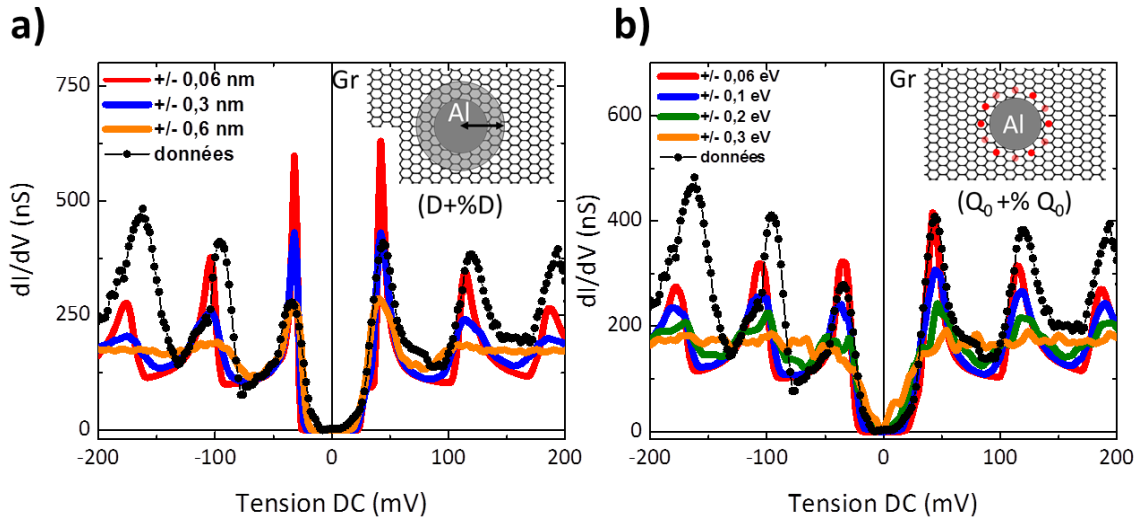 a)
750
500
250
0
dI/dV (nS)
+/- 0,06 nm
+/- 0,3 nm
+/- 0,6 nm
données
Gr
Al
(D+%D)
-200
-100
0
100
200
Tension DC (mV)
b)
600
400
200
0
dI/dV (nS)
+/- 0,06 eV
+/- 0,1 eV
+/- 0,2 eV
+/- 0,3 eV
données
Gr
Al
(Q0 +% Q0)
-200
-100
0
100
200
Tension DC (mV)